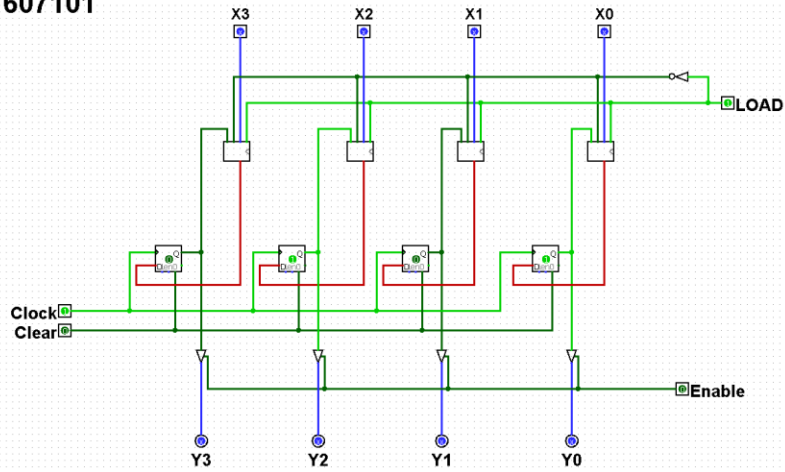 607101
X3 X2 X1 X0
LOAD
Q Q Q Q
Clock
Clear
Enable
Y3 Y2 Y1 Y0